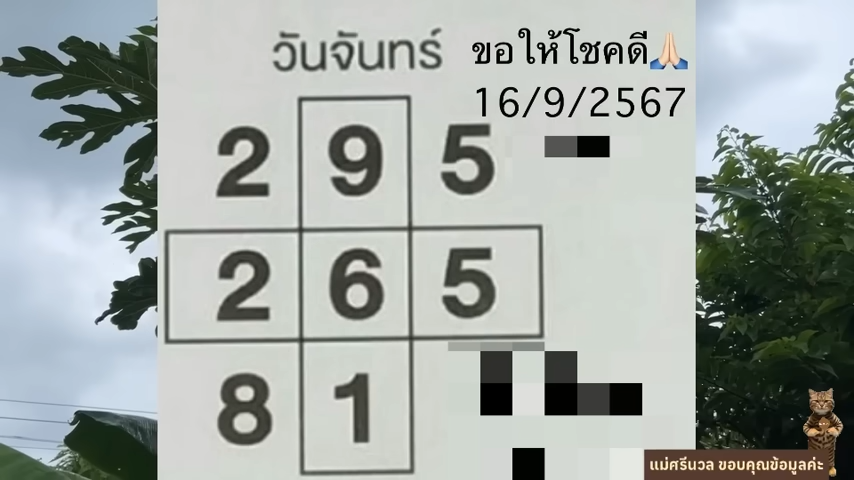 วันจันทร์
ขอให้โชคดี🙏🏻
16/9/2567
2 9 5
2 6 5
8 1
แม่ศรีนวล ขอบคุณข้อมูลค่ะ